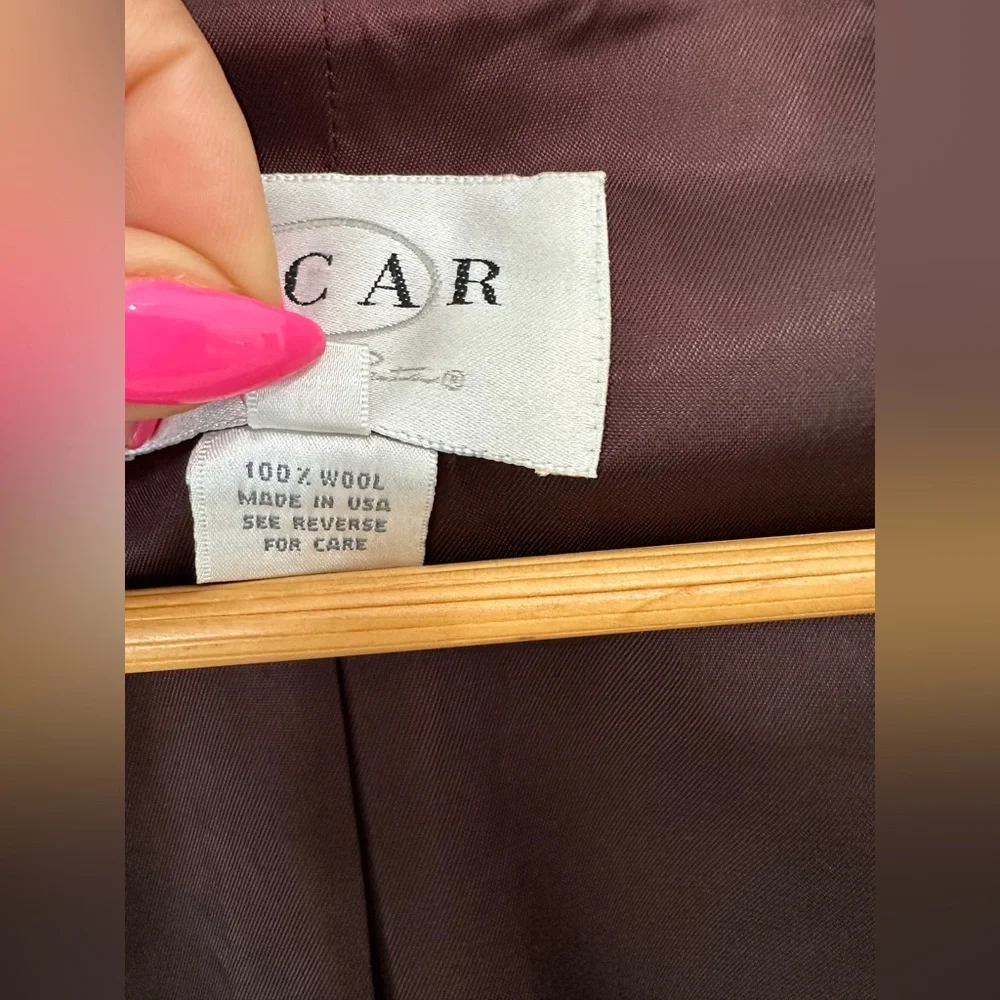 CAR
®
100% WOOL
MADE IN USA
SEE REVERSE
FOR CARE